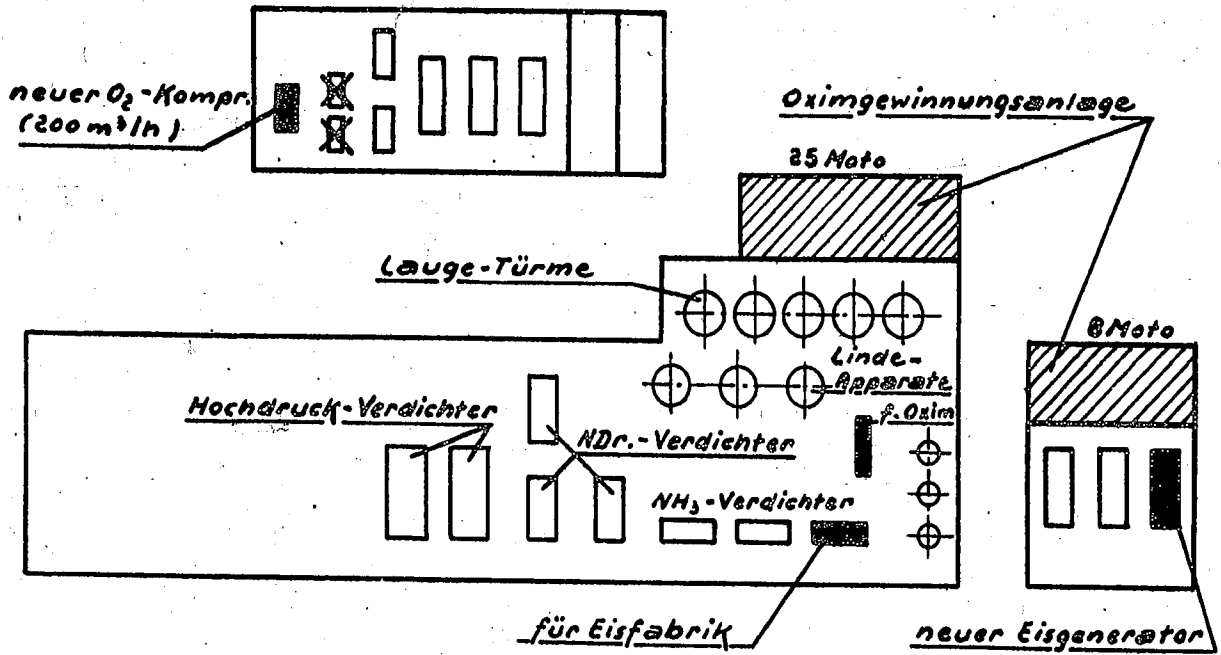 neuer O₂-Kompr.
(200 m³/h)
Oximgewinnungsanlage
25 Moto
Lauge-Türme
8 Moto
Linde-
Apparate
f. Oxim
Hochdruck-Verdichter
NDr.-Verdichter
NH₃-Verdichter
für Eisfabrik
neuer Eisgenerator